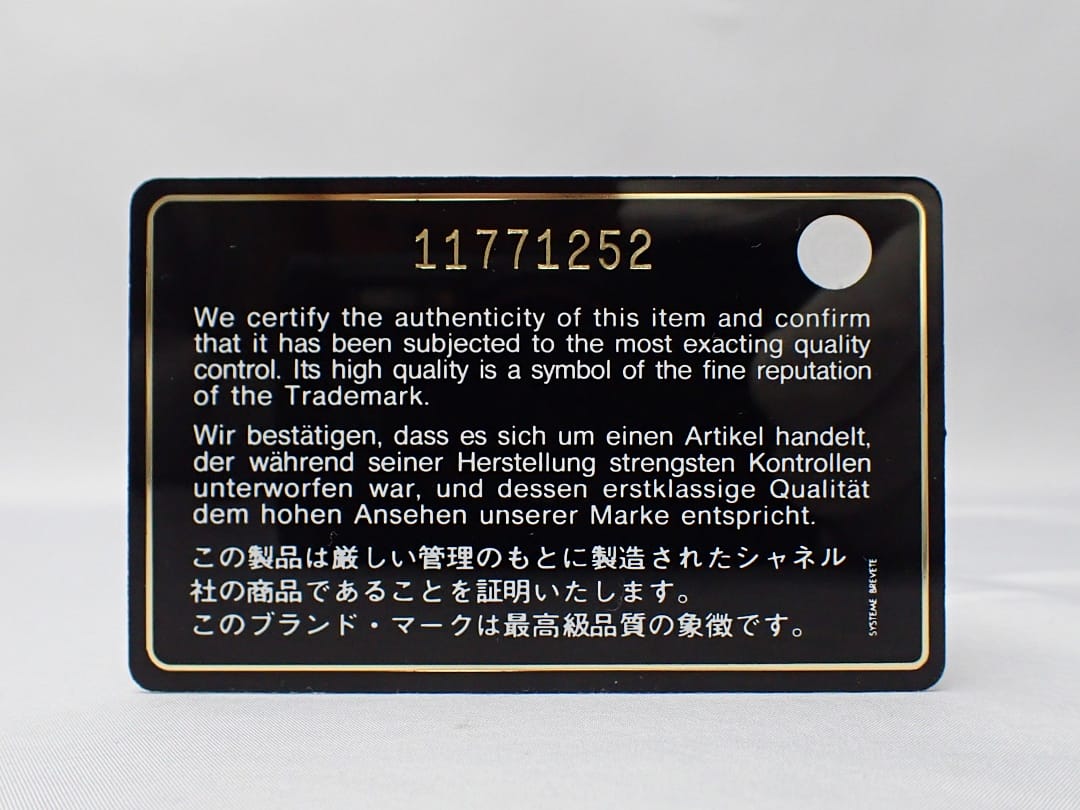 11771252
We certify the authenticity of this item and confirm
that it has been subjected to the most exacting quality
control. Its high quality is a symbol of the fine reputation
of the Trademark.
Wir bestätigen, dass es sich um einen Artikel handelt,
der während seiner Herstellung strengsten Kontrollen
unterworfen war, und dessen erstklassige Qualität
dem hohen Ansehen unserer Marke entspricht.
この製品は厳しい管理のもとに製造されたシャネル
社の商品であることを証明いたします。
このブランド・マークは最高級品質の象徴です。
SYSTEME BREVETE